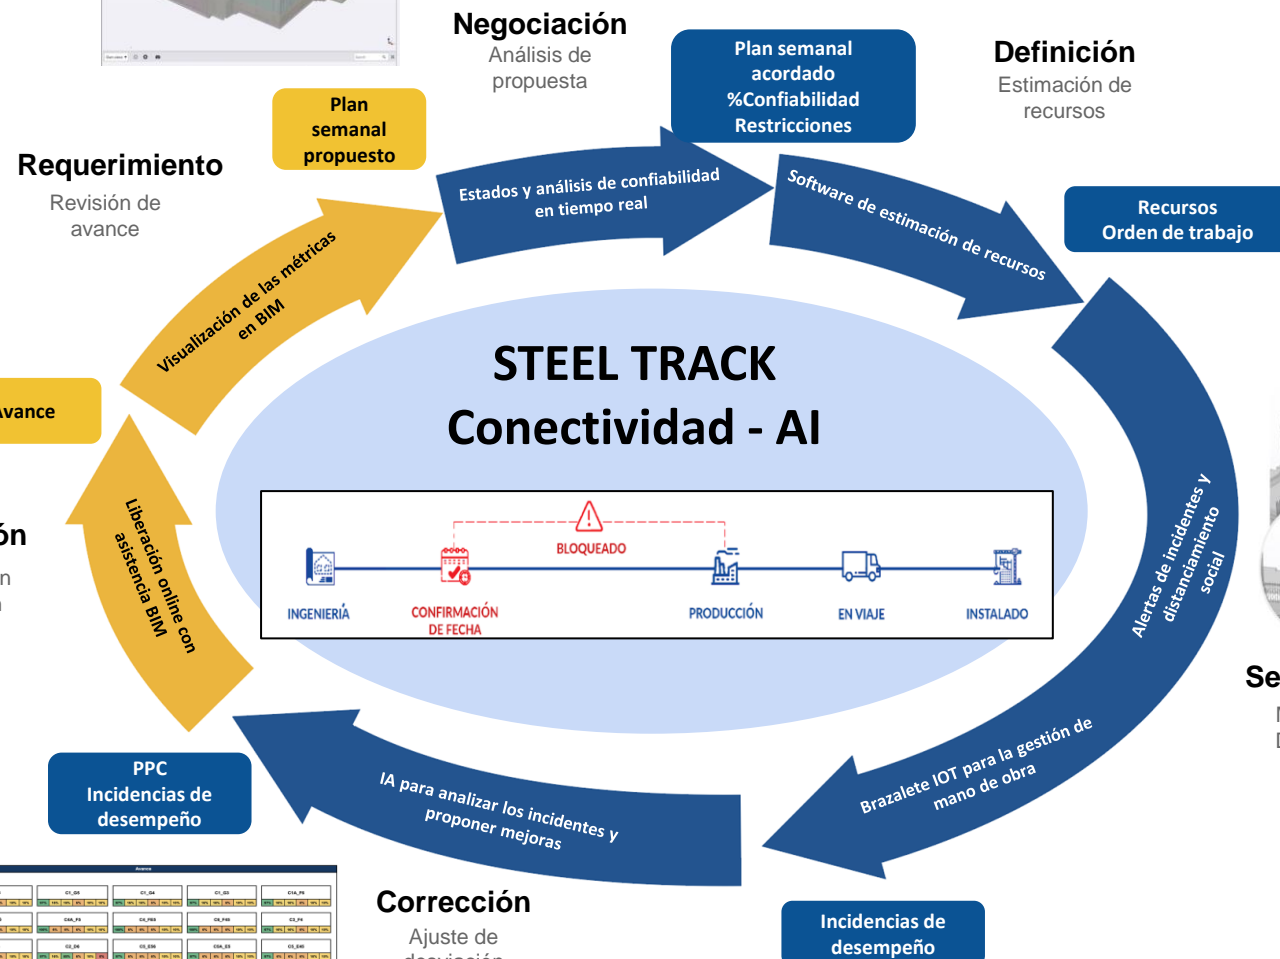 Negociación
Análisis de
propuesta
Plan semanal
acordado
%Confiabilidad
Restricciones
Definición
Estimación de
recursos
Plan
semanal
propuesto
Requerimiento
Revisión de
avance
Estados y análisis de confiabilidad
en tiempo real
Software de estimación de recursos
Recursos
Orden de trabajo
Visualización de las métricas
en BIM
STEEL TRACK
Conectividad - AI
Avance
Liberación online con
asistencia BIM
BLOQUEADO
INGENIERÍA
CONFIRMACIÓN
DE FECHA
PRODUCCIÓN
EN VIAJE
INSTALADO
Alertas de incidentes y
distanciamiento
social
Brazalete IOT para la gestión de
mano de obra
IA para analizar los incidentes y
proponer mejoras
PPC
Incidencias de
desempeño
Corrección
Ajuste de
desviación
Incidencias de
desempeño
Avance